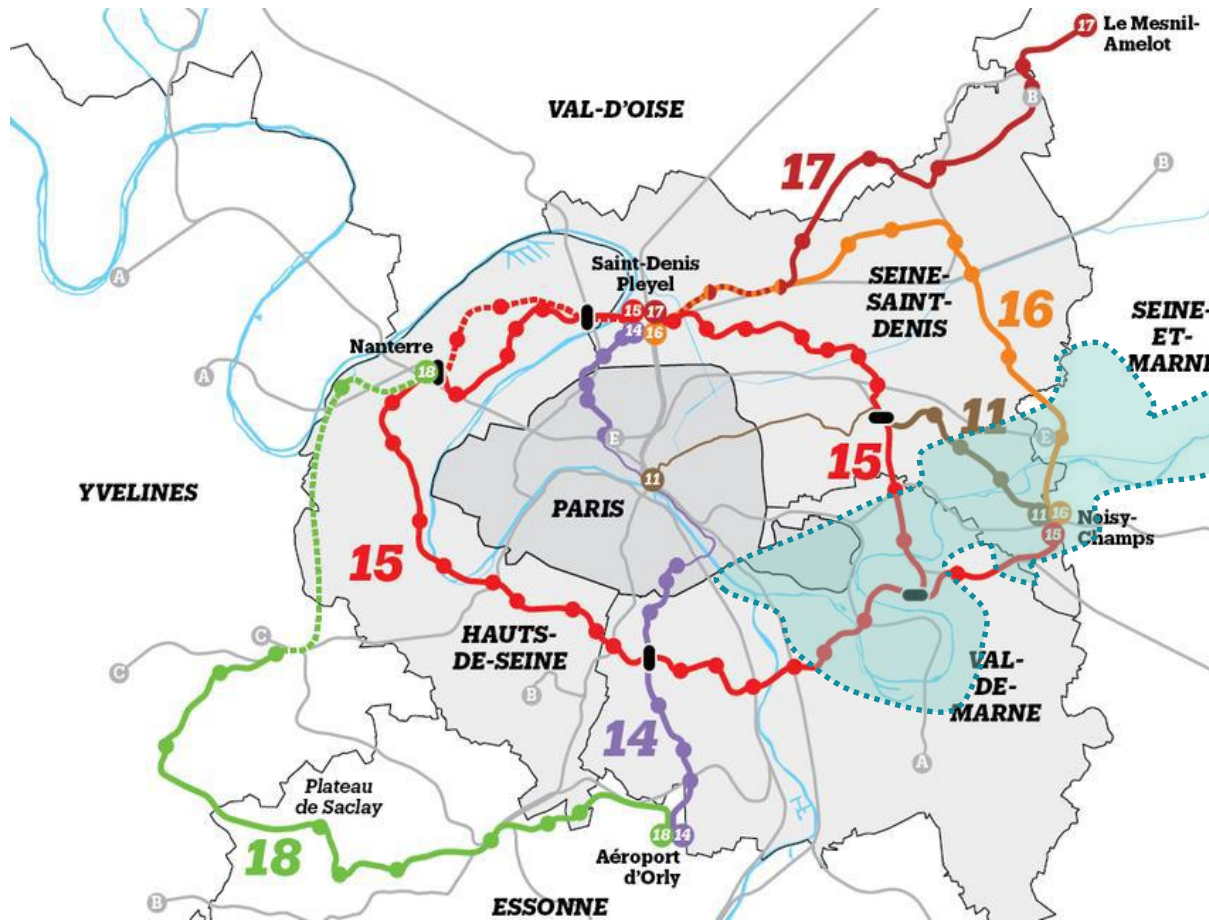 17
Le Mesnil-
Amelot
B
VAL-D'OISE
17
B
A
Saint-Denis
Pleyel
15
17
14
16
SEINE-
SAINT-
DENIS
16
SEINE-
ET-
MARNE
Nanterre
18
A
A
E
11
E
15
11
YVELINES
PARIS
11
16
15
Noisy-
Champs
15
14
C
C
HAUTS-
DE-SEINE
B
VAL-
DE-
MARNE
14
A
Plateau
de Saclay
18
18
14
Aéroport
d'Orly
B
ESSONNE